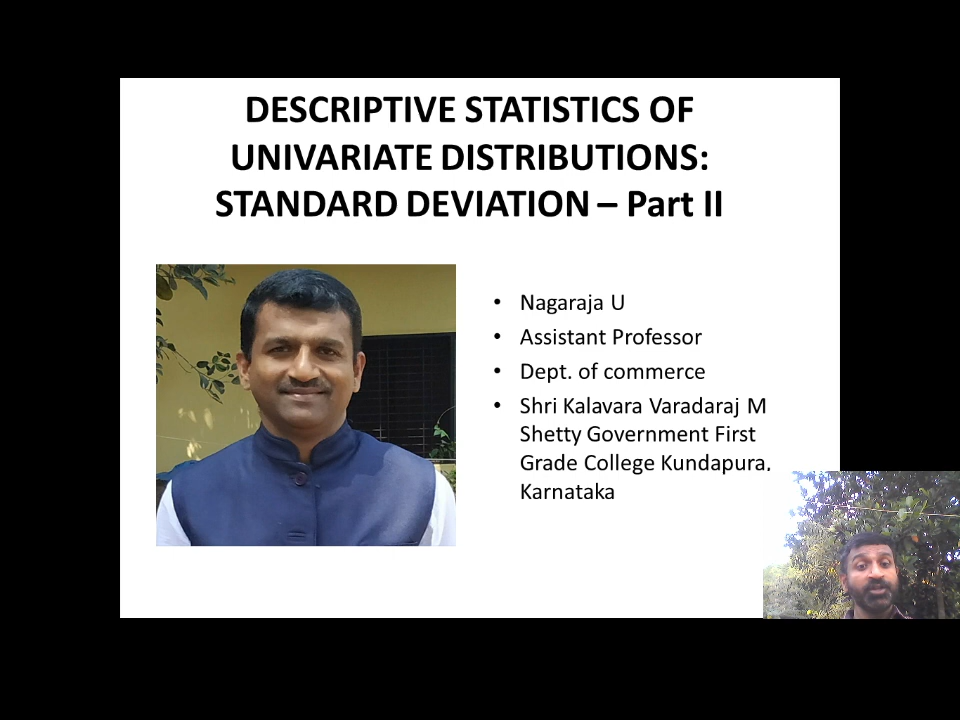 DESCRIPTIVE STATISTICS OF
UNIVARIATE DISTRIBUTIONS:
STANDARD DEVIATION – Part II
• Nagaraja U
• Assistant Professor
• Dept. of commerce
• Shri Kalavara Varadaraj M
Shetty Government First
Grade College Kundapura.
Karnataka